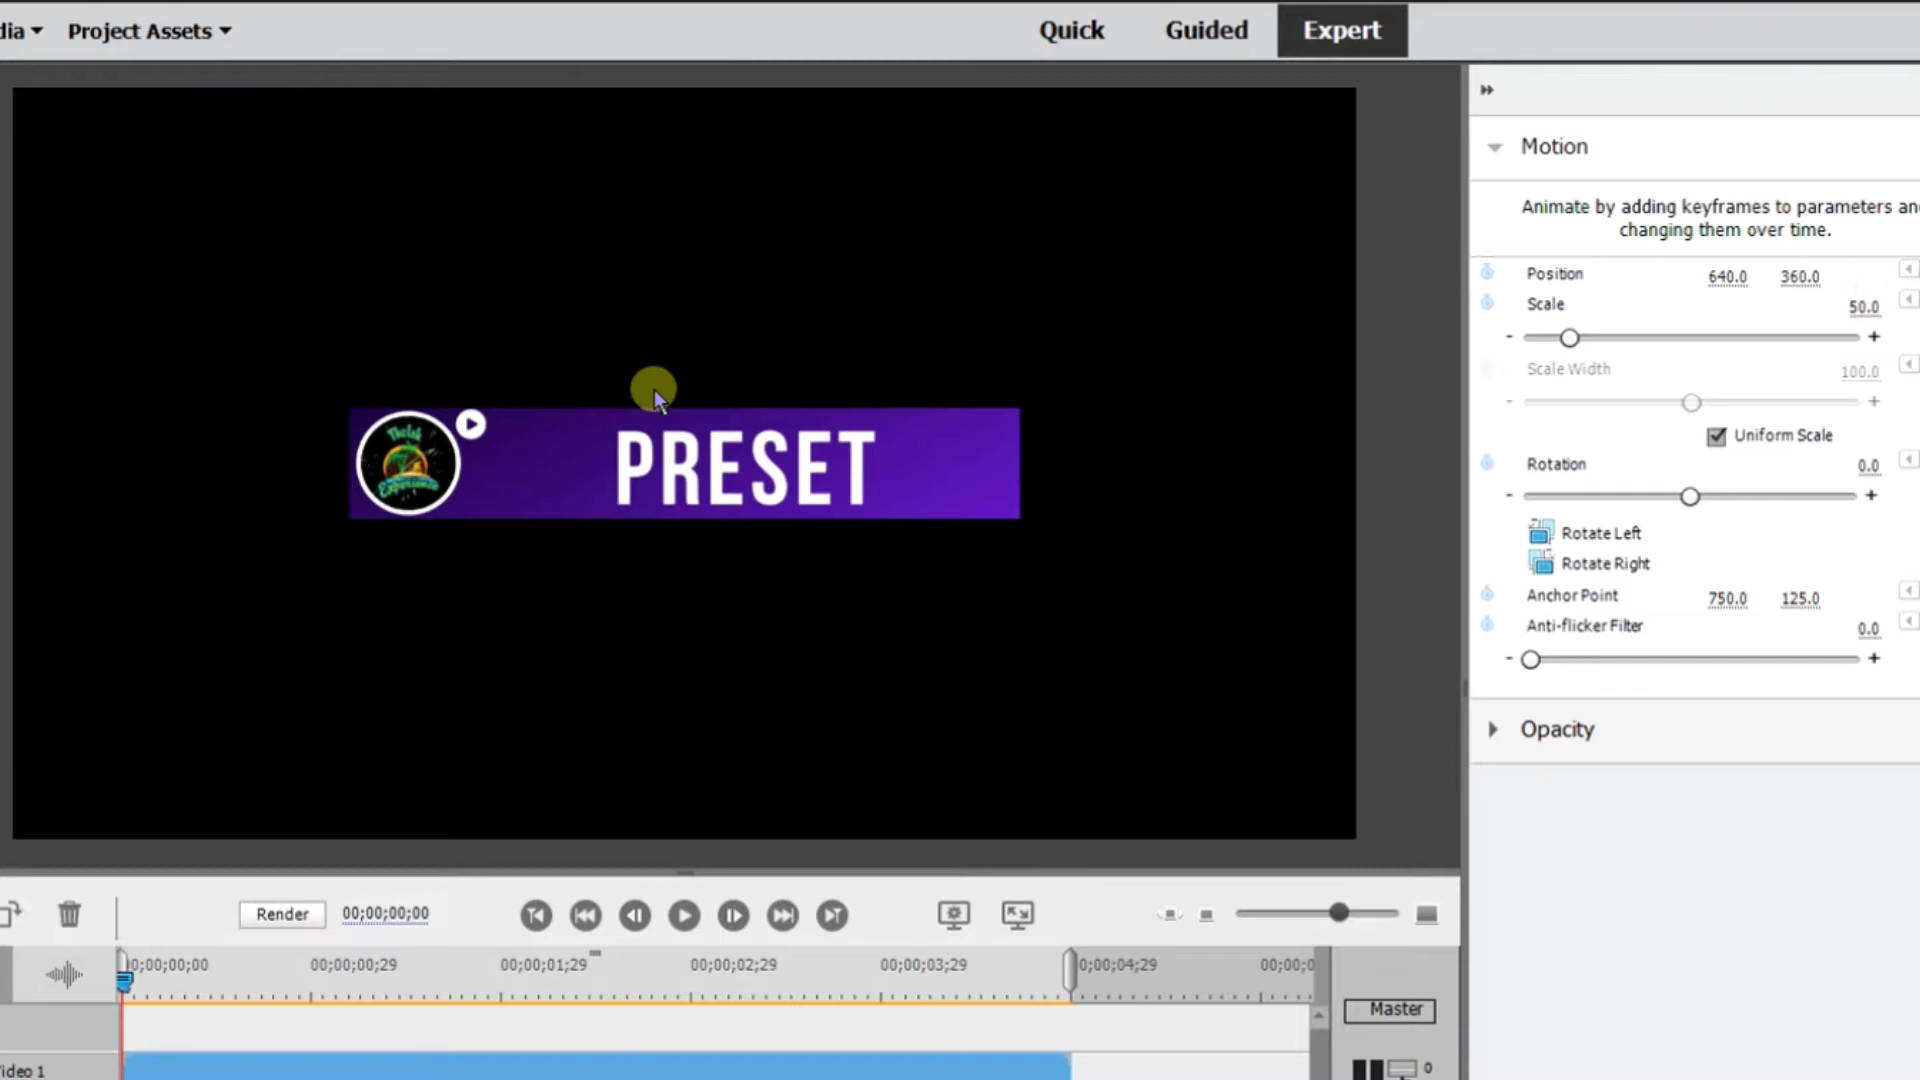 dia Project Assets Quick Guided Expert
Motion
Animate by adding keyframes to parameters an
changing them over time.
Position 640.0 360.0
Scale 50.0
- +
Scale Width 100.0
- +
Uniform Scale
Rotation 0.0
- +
Rotate Left
Rotate Right
Anchor Point 750.0 125.0
Anti-flicker Filter 0.0
- +
Opacity
TheIsh
Experience
PRESET
Render 00;00;00;00
0;00;00;00 00;00;00;29 00;00;01;29 00;00;02;29 00;00;03;29 0;00;04;29 00;00;0
Master
Video 1 0